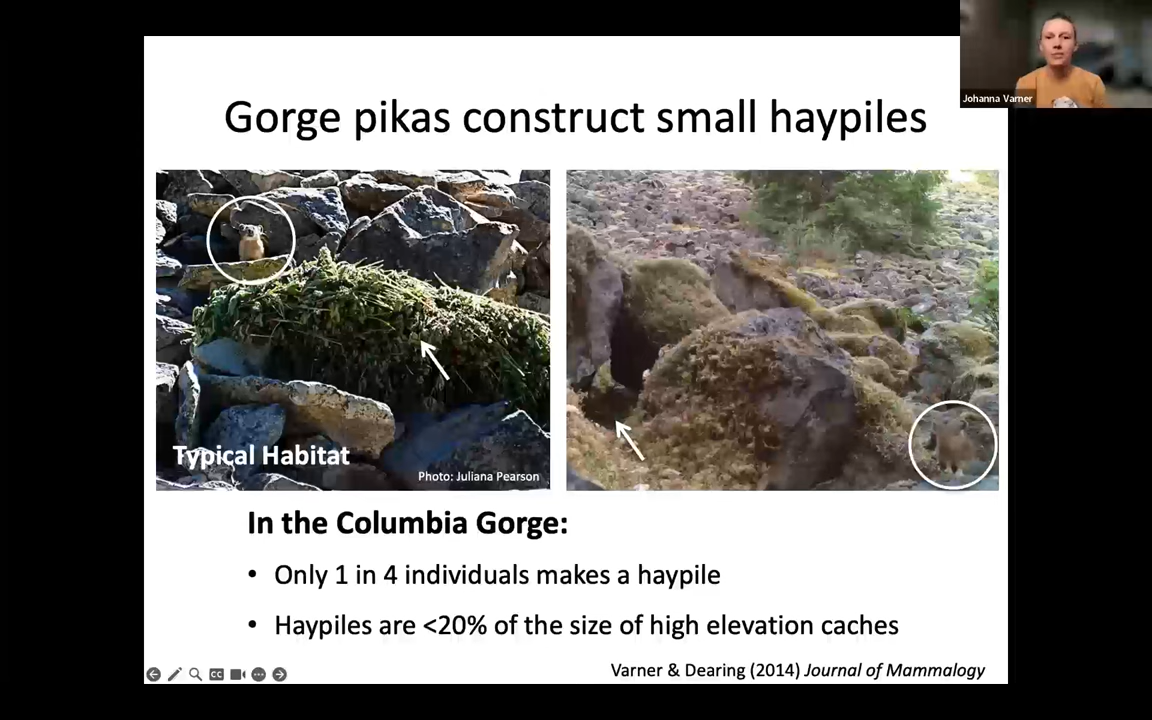 Johanna Varner
Gorge pikas construct small haypiles
Typical Habitat
Photo: Juliana Pearson
In the Columbia Gorge:
• Only 1 in 4 individuals makes a haypile
• Haypiles are <20% of the size of high elevation caches
CC
Varner & Dearing (2014) Journal of Mammalogy